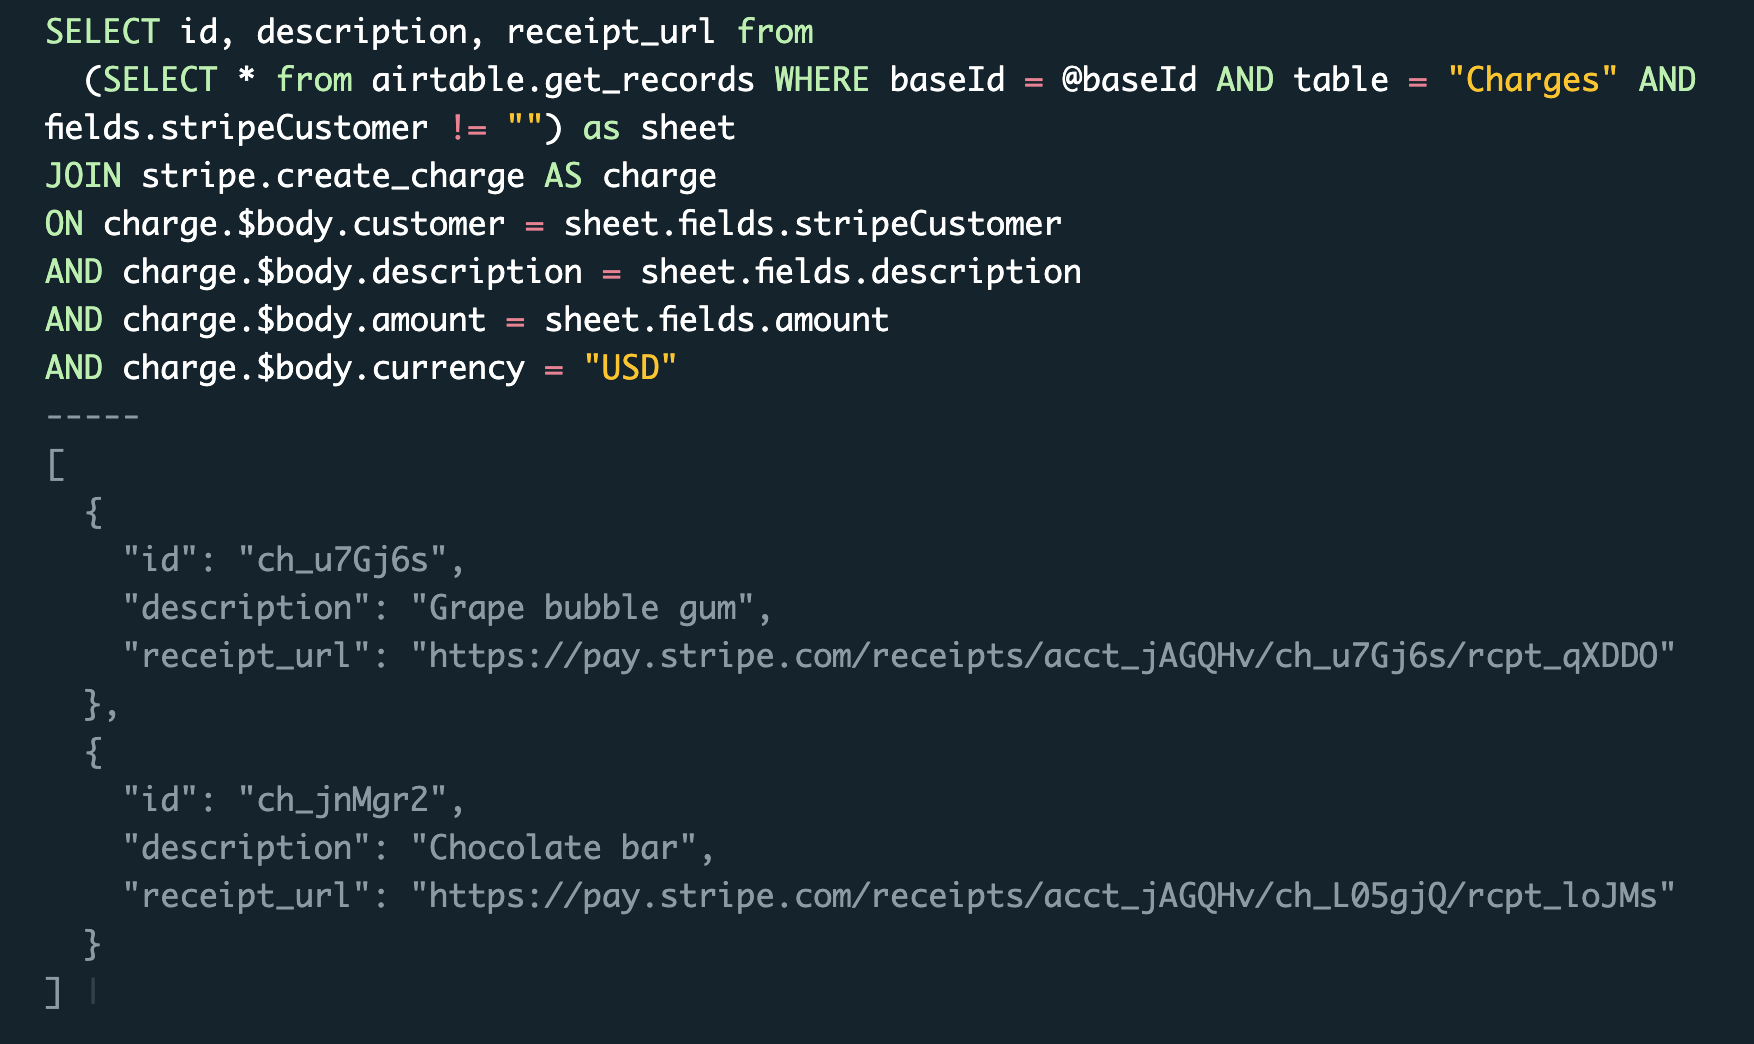 SELECT id, description, receipt_url from
  (SELECT * from airtable.get_records WHERE baseId = @baseId AND table = "Charges" AND
fields.stripeCustomer != "") as sheet
JOIN stripe.create_charge AS charge
ON charge.$body.customer = sheet.fields.stripeCustomer
AND charge.$body.description = sheet.fields.description
AND charge.$body.amount = sheet.fields.amount
AND charge.$body.currency = "USD"
-----
[
  {
    "id": "ch_u7Gj6s",
    "description": "Grape bubble gum",
    "receipt_url": "https://pay.stripe.com/receipts/acct_jAGQHv/ch_u7Gj6s/rcpt_qXDDO"
  },
  {
    "id": "ch_jnMgr2",
    "description": "Chocolate bar",
    "receipt_url": "https://pay.stripe.com/receipts/acct_jAGQHv/ch_L05gjQ/rcpt_loJMs"
  }
]